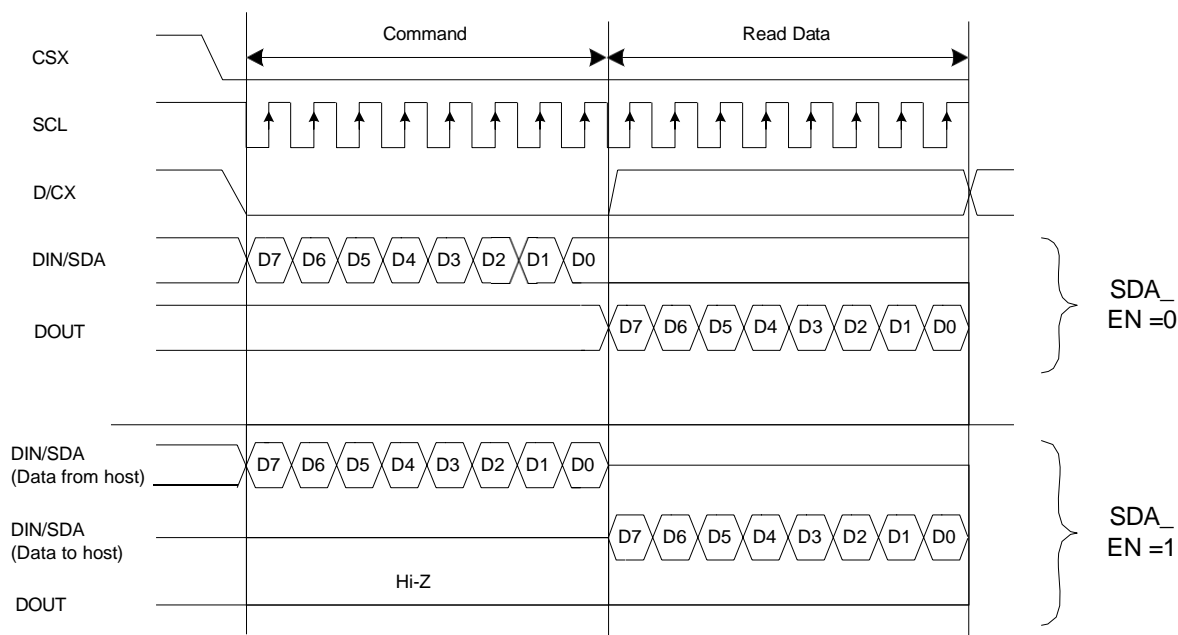 Command Read Data
CSX
SCL
D/CX
DIN/SDA D7 D6 D5 D4 D3 D2 D1 D0
DOUT D7 D6 D5 D4 D3 D2 D1 D0
SDA_
EN =0
DIN/SDA
(Data from host) D7 D6 D5 D4 D3 D2 D1 D0
DIN/SDA
(Data to host) D7 D6 D5 D4 D3 D2 D1 D0
SDA_
EN =1
Hi-Z
DOUT